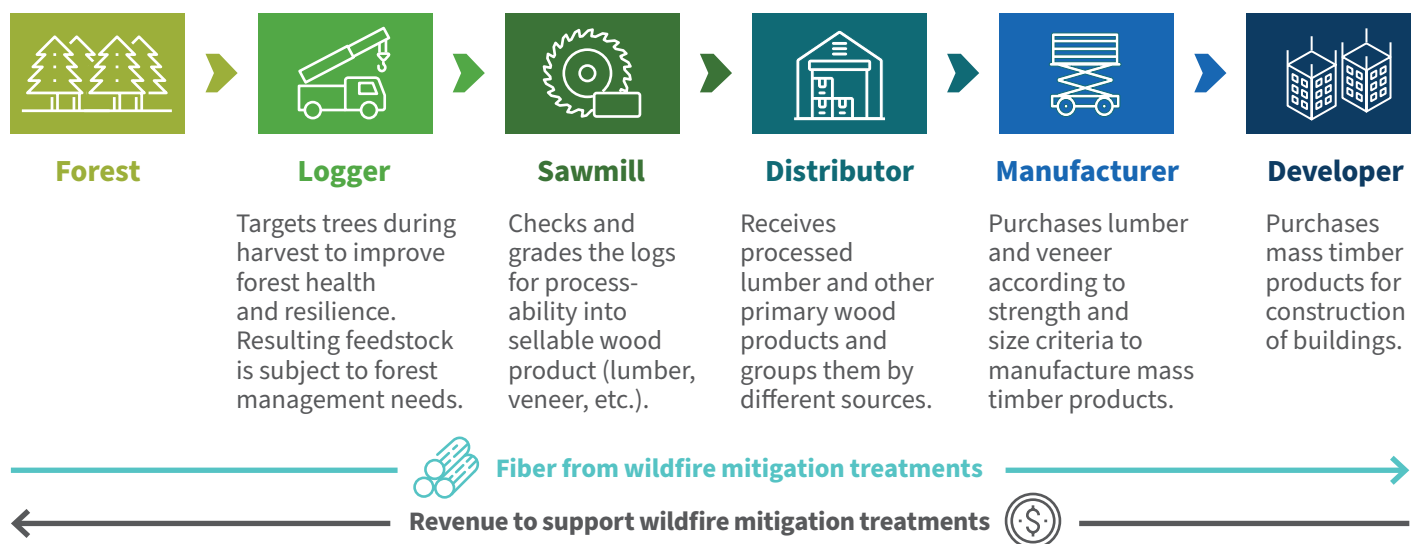 Forest
Logger
Targets trees during
harvest to improve
forest health
and resilience.
Resulting feedstock
is subject to forest
management needs.
Sawmill
Checks and
grades the logs
for process-
ability into
sellable wood
product (lumber,
veneer, etc.).
Distributor
Receives
processed
lumber and other
primary wood
products and
groups them by
different sources.
Manufacturer
Purchases lumber
and veneer
according to
strength and
size criteria to
manufacture mass
timber products.
Developer
Purchases
mass timber
products for
construction
of buildings.
Fiber from wildfire mitigation treatments
Revenue to support wildfire mitigation treatments
$